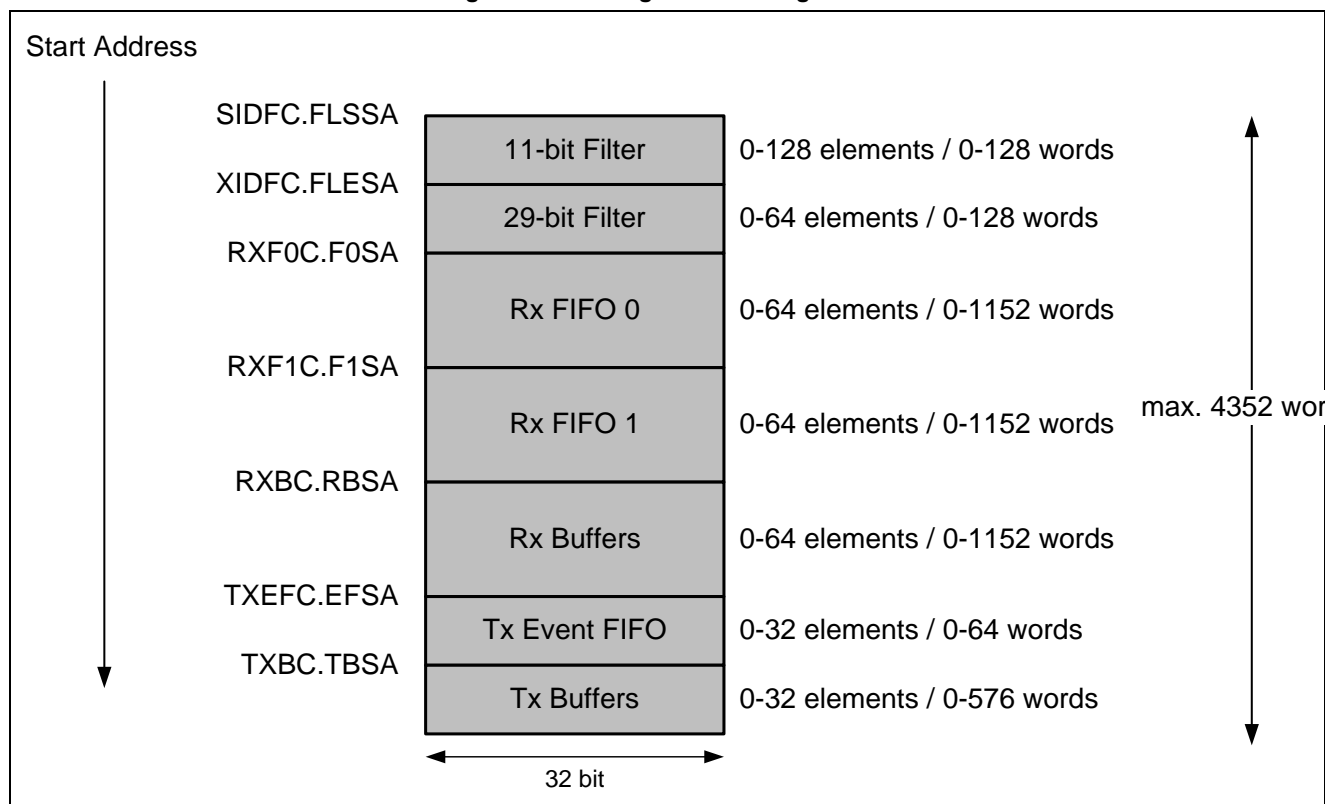 Start Address
SIDFC.FLSSA
11-bit Filter
0-128 elements / 0-128 words
XIDFC.FLESA
29-bit Filter
0-64 elements / 0-128 words
RXF0C.F0SA
Rx FIFO 0
0-64 elements / 0-1152 words
RXF1C.F1SA
Rx FIFO 1
0-64 elements / 0-1152 words
max. 4352 wor
RXBC.RBSA
Rx Buffers
0-64 elements / 0-1152 words
TXEFC.EFSA
Tx Event FIFO
0-32 elements / 0-64 words
TXBC.TBSA
Tx Buffers
0-32 elements / 0-576 words
32 bit